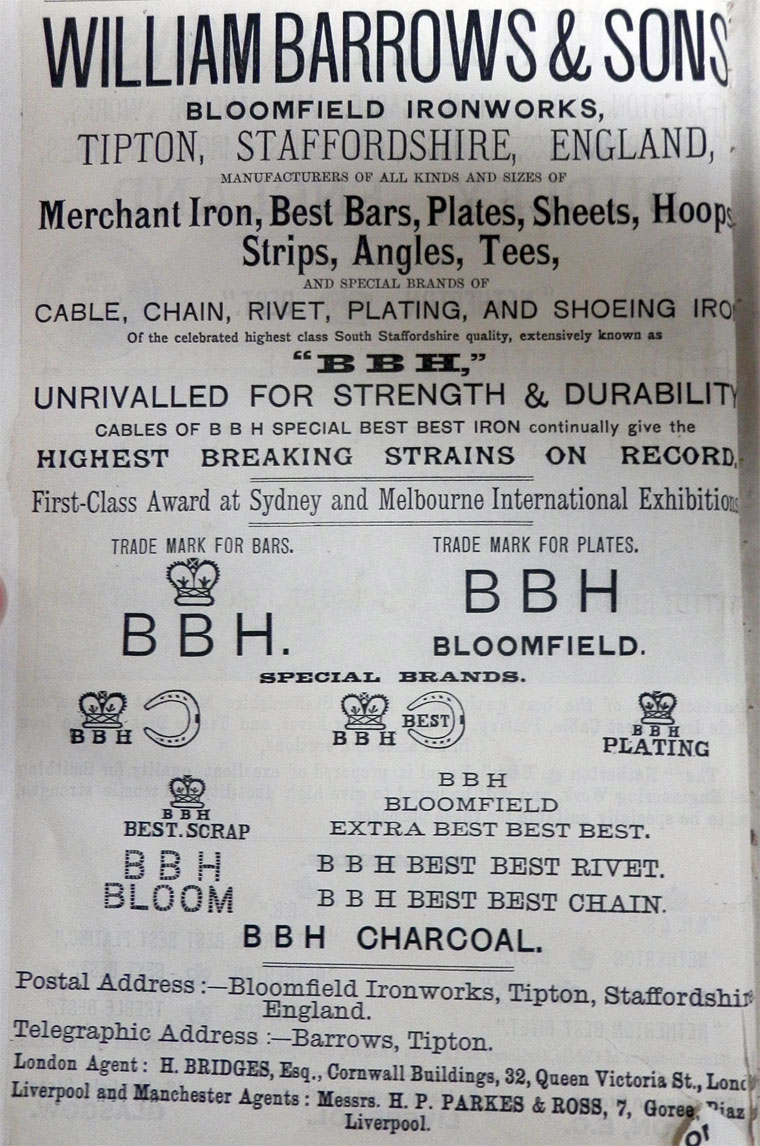 WILLIAM BARROWS & SONS
BLOOMFIELD IRONWORKS,
TIPTON, STAFFORDSHIRE, ENGLAND,
MANUFACTURERS OF ALL KINDS AND SIZES OF
Merchant Iron, Best Bars, Plates, Sheets, Hoops
Strips, Angles, Tees,
AND SPECIAL BRANDS OF
CABLE, CHAIN, RIVET, PLATING, AND SHOEING IRO
Of the celebrated highest class South Staffordshire quality, extensively known as
“BBH,”
UNRIVALLED FOR STRENGTH & DURABILITY
CABLES OF B B H SPECIAL BEST BEST IRON continually give the
HIGHEST BREAKING STRAINS ON RECORD,
First-Class Award at Sydney and Melbourne International Exhibitions
TRADE MARK FOR BARS.
B B H.
TRADE MARK FOR PLATES.
B B H
BLOOMFIELD.
SPECIAL BRANDS.
B B H
B B H BEST
B B H
PLATING
B B H
BEST. SCRAP
B B H
BLOOMFIELD
EXTRA BEST BEST BEST.
B B H
BLOOM
B B H BEST BEST RIVET.
B B H BEST BEST CHAIN.
B B H CHARCOAL.
Postal Address :—Bloomfield Ironworks, Tipton, Staffordshir
England.
Telegraphic Address :—Barrows, Tipton.
London Agent : H. BRIDGES, Esq., Cornwall Buildings, 32, Queen Victoria St., Lond
Liverpool and Manchester Agents : Messrs. H. P. PARKES & ROSS, 7, Goree
Liverpool.